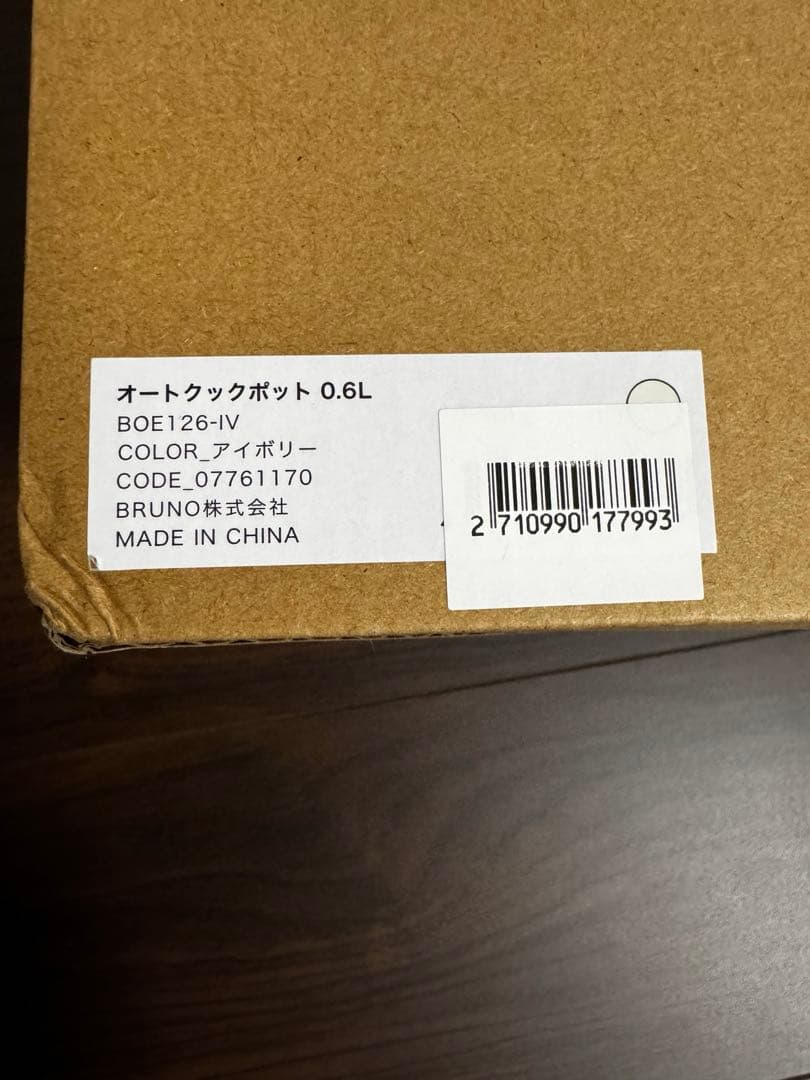 オートクックポット 0.6L
BOE126-IV
COLOR_アイボリー
CODE_07761170
BRUNO株式会社
MADE IN CHINA
2 710990 177993